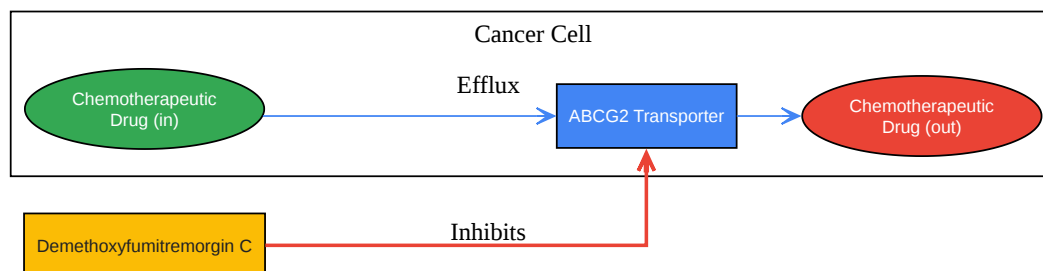 Cancer Cell
Efflux
Chemotherapeutic
Drug (in)
ABCG2 Transporter
Chemotherapeutic
Drug (out)
Inhibits
Demethoxyfumitremorgin C